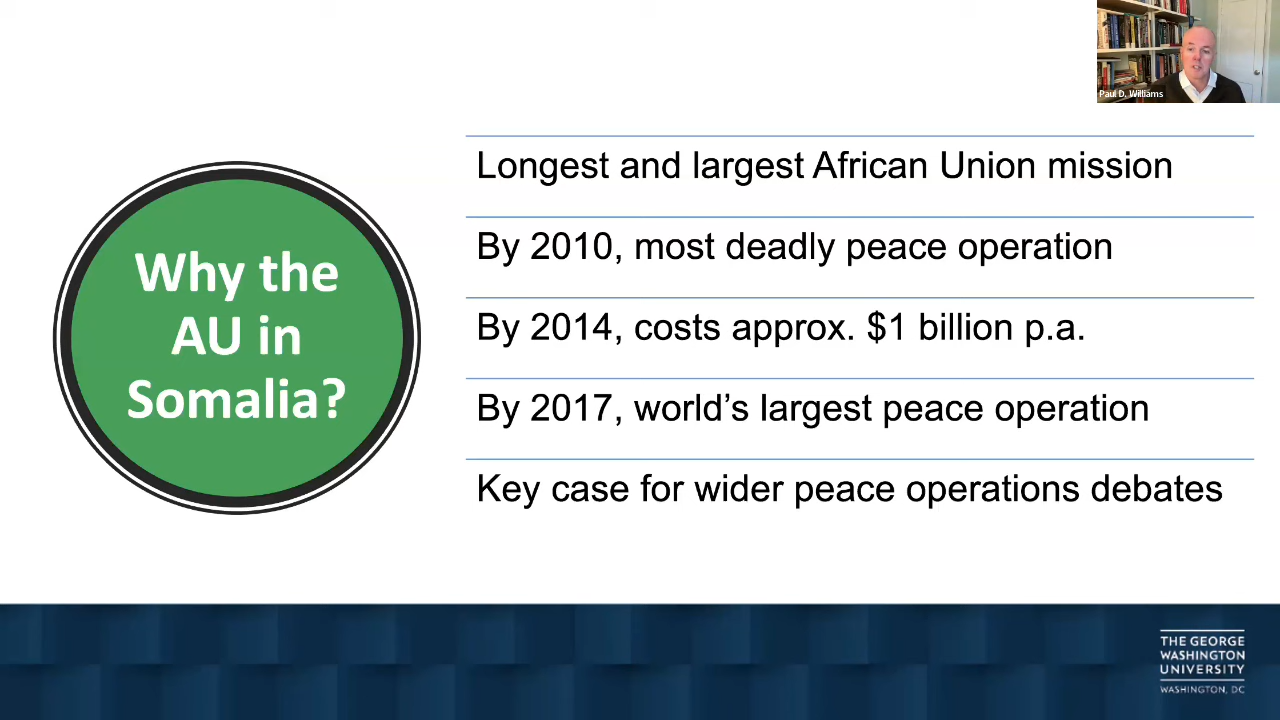 Paul D. Williams
Why the
AU in
Somalia?
Longest and largest African Union mission
By 2010, most deadly peace operation
By 2014, costs approx. $1 billion p.a.
By 2017, world’s largest peace operation
Key case for wider peace operations debates
THE GEORGE
WASHINGTON
UNIVERSITY
WASHINGTON, DC